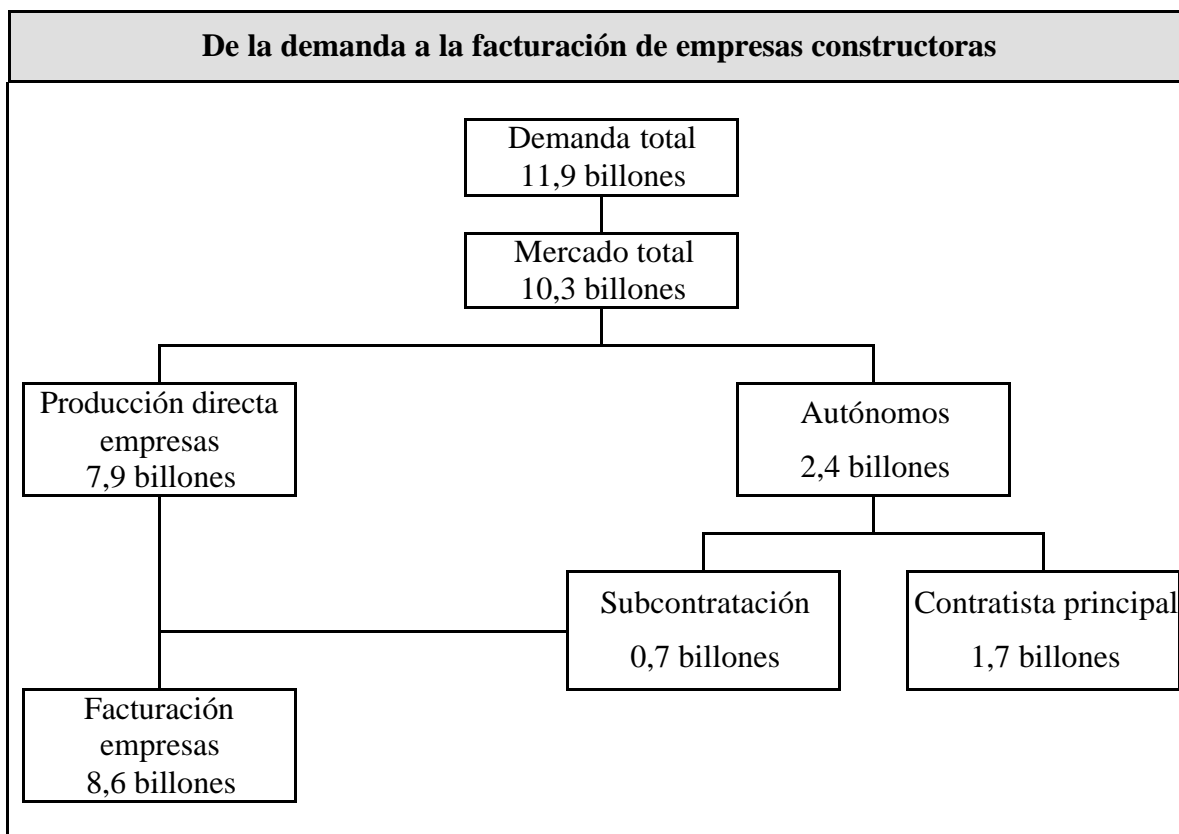 De la demanda a la facturación de empresas constructoras
Demanda total
11,9 billones
Mercado total
10,3 billones
Producción directa
empresas
7,9 billones
Autónomos
2,4 billones
Subcontratación
0,7 billones
Contratista principal
1,7 billones
Facturación
empresas
8,6 billones